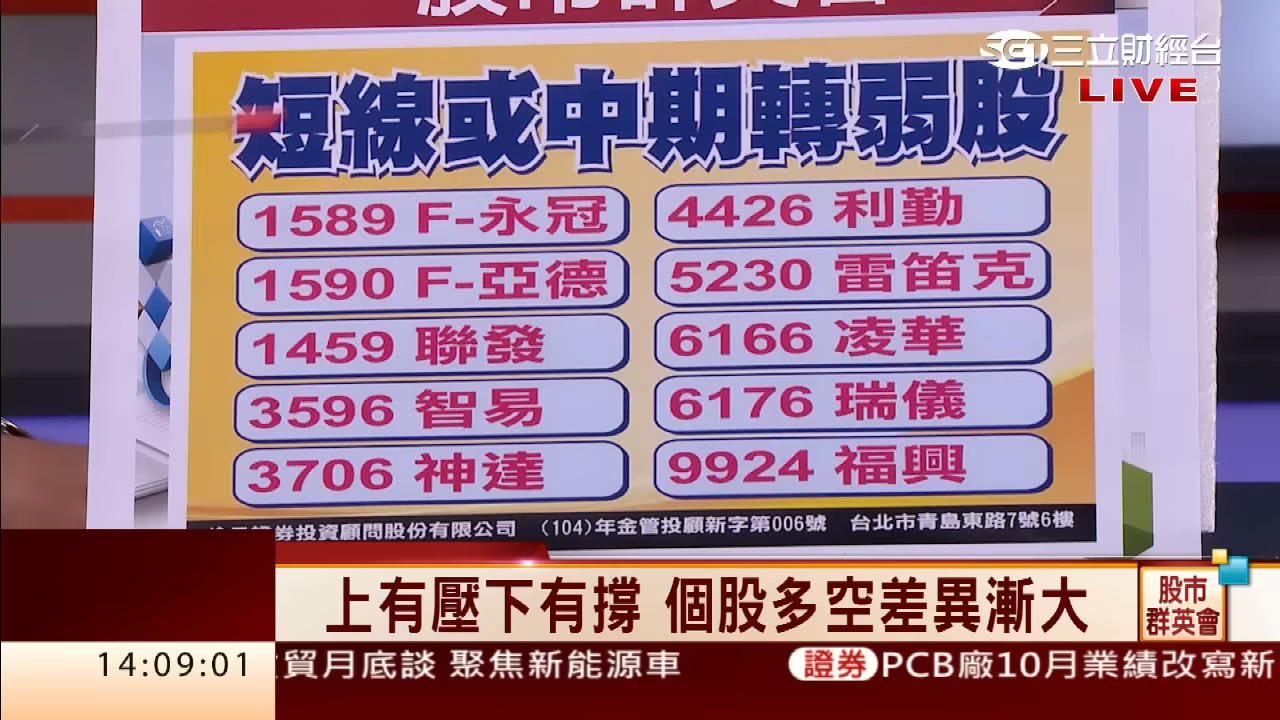 SET 三立財經台
LIVE
短線或中期轉弱股
1589 F-永冠
1590 F-亞德
1459 聯發
3596 智易
3706 神達
4426 利勤
5230 雷笛克
6166 凌華
6176 瑞儀
9924 福興
證券投資顧問股份有限公司 (104)年金管投顧新字第006號 台北市青島東路7號6樓
上有壓下有撐 個股多空差異漸大
股市
群英會
14:09:01
貿月底談 聚焦新能源車
證券 PCB廠10月業績改寫新